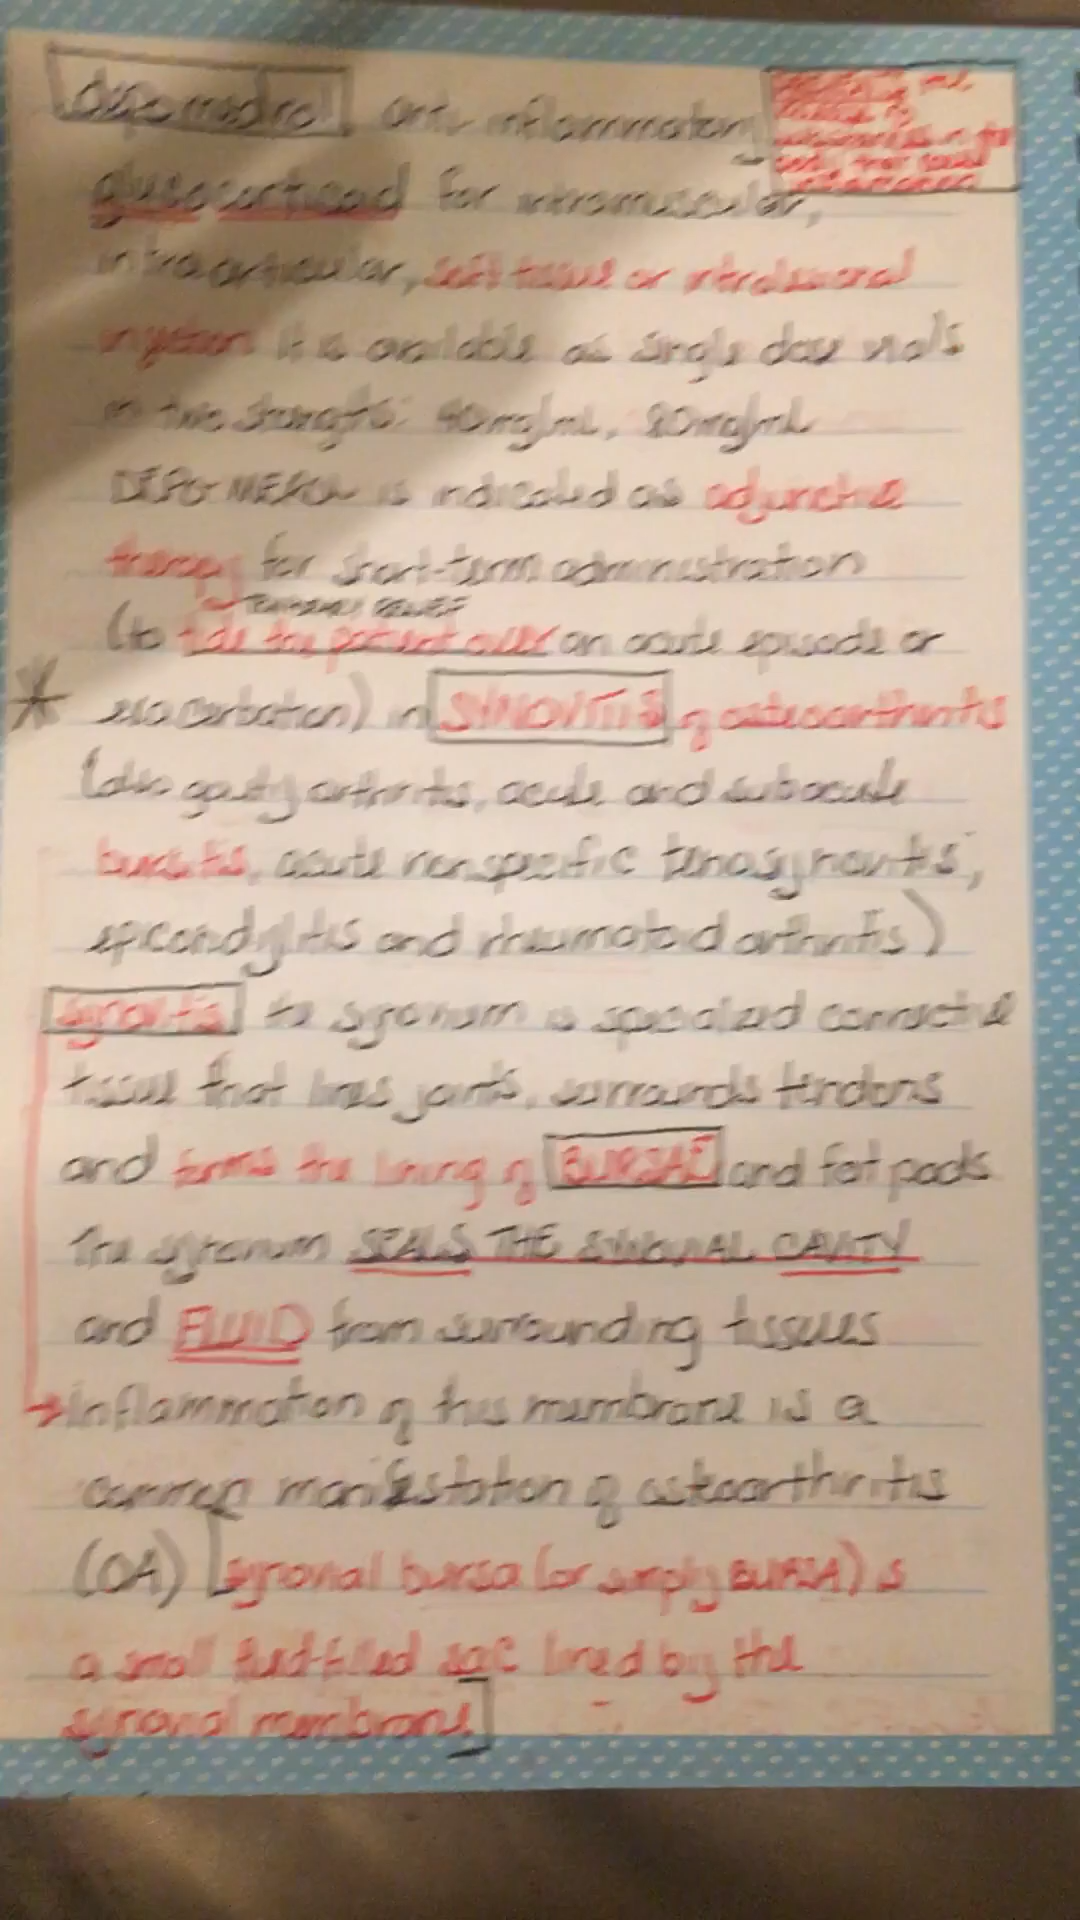 depomedrol anti inflammatory
glucocorticoid for intramuscular,
intraarticular, soft tissue or intralesional
injection it is available as single dose vials
in two strengths: 40mg/mL, 80mg/mL
DEPO MEDROL is indicated as adjunctive
therapy for short-term administration
TEMPORARY RELIEF
(to tide the patient over an acute episode or
exacerbation) in SYNOVITIS of osteoarthritis
(also gouty arthritis, acute and subacute
bursitis, acute nonspecific tenosynovitis,
epicondylitis and rheumatoid arthritis)
synovitis the synovium is specialized connective
tissue that lines joints, surrounds tendons
and forms the lining of BURSAE and fat pads
The synovium SEALS THE SYNOVIAL CAVITY
and FLUID from surrounding tissues
inflammation of this membrane is a
common manifestation of osteoarthritis
(OA) [synovial bursa (or simply BURSA) is
a small fluid-filled sac lined by the
synovial membrane]